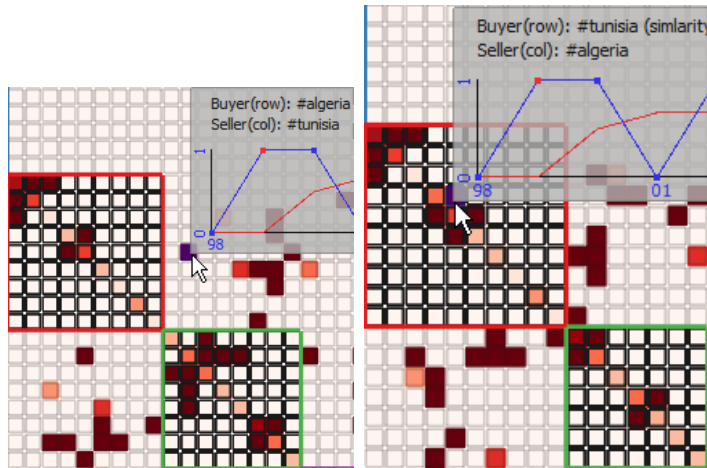 Buyer(row): #algeria
Seller(col): #tunisia
1
0
98
Buyer(row): #tunisia (simlarity
Seller(col): #algeria
1
0
98
01